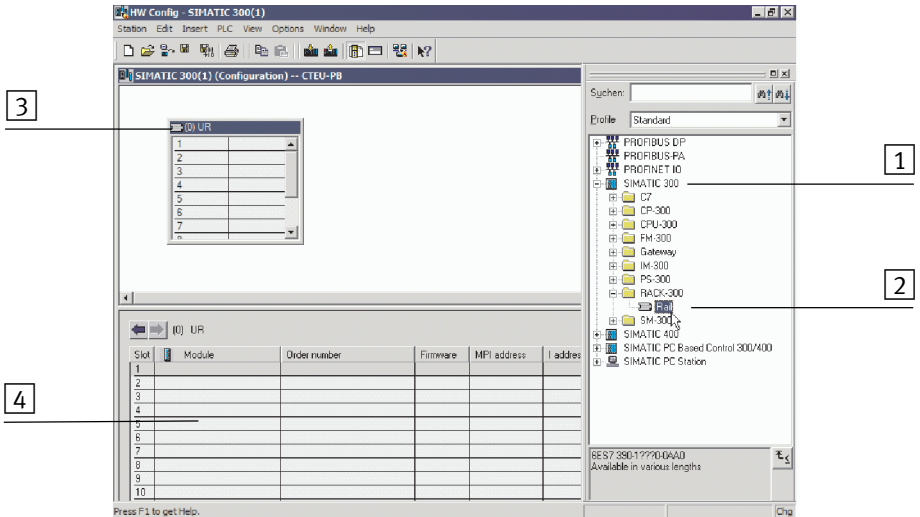 HW Config - SIMATIC 300(1)
Station Edit Insert PLC View Options Window Help
SIMATIC 300(1) (Configuration) -- CTEU-PB
3
(0) UR
1
2
3
4
5
6
7
Suchen:
Profile Standard
PROFIBUS DP
PROFIBUS-PA
PROFINET IO
SIMATIC 300
1
C7
CP-300
CPU-300
FM-300
Gateway
IM-300
PS-300
RACK-300
Rail
2
SM-300
SIMATIC 400
SIMATIC PC Based Control 300/400
SIMATIC PC Station
(0) UR
Slot Module Order number Firmware MPI address I addres
1
2
3
4
5
6
7
8
9
10
4
6ES7 390-1???0-0AA0
Available in various lengths
Press F1 to get Help.
Chg